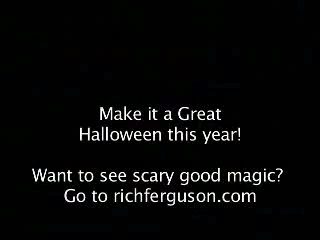 Make it a Great
Halloween this year!
Want to see scary good magic?
Go to richferguson.com